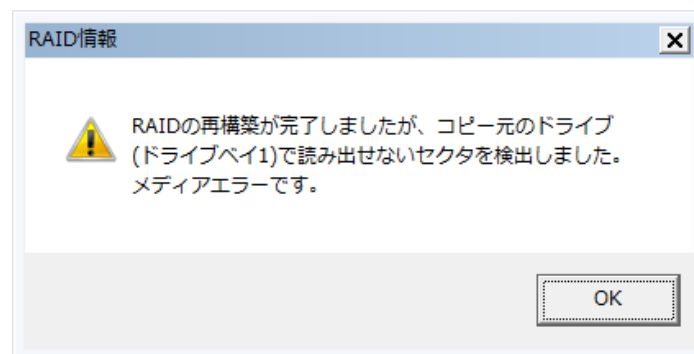 RAID情報
RAIDの再構築が完了しましたが、コピー元のドライブ
(ドライブベイ1)で読み出せないセクタを検出しました。
メディアエラーです。
OK